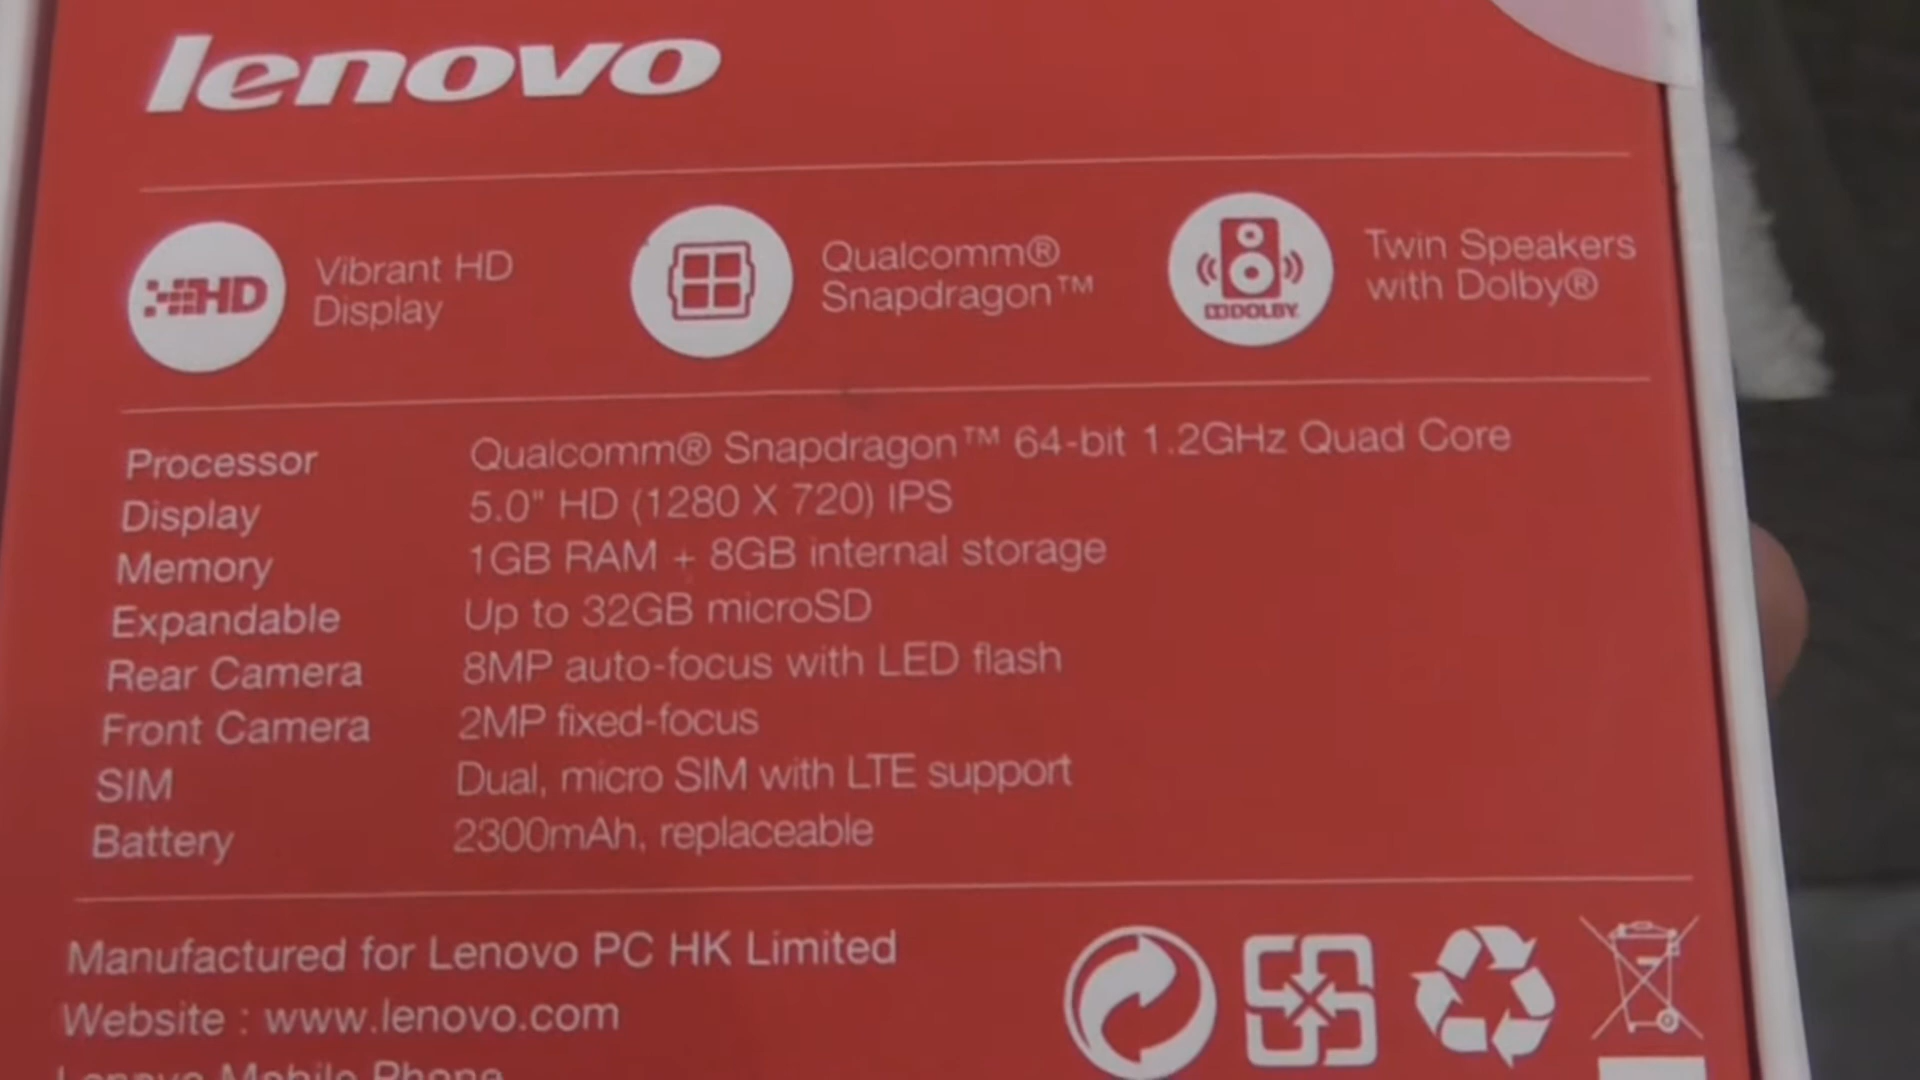 lenovo
HD
Vibrant HD
Display
Qualcomm®
Snapdragon™
DOLBY
Twin Speakers
with Dolby®
Processor Qualcomm® Snapdragon™ 64-bit 1.2GHz Quad Core
Display 5.0" HD (1280 X 720) IPS
Memory 1GB RAM + 8GB internal storage
Expandable Up to 32GB microSD
Rear Camera 8MP auto-focus with LED flash
Front Camera 2MP fixed-focus
SIM Dual, micro SIM with LTE support
Battery 2300mAh, replaceable
Manufactured for Lenovo PC HK Limited
Website : www.lenovo.com
Lenovo Mobile Phone